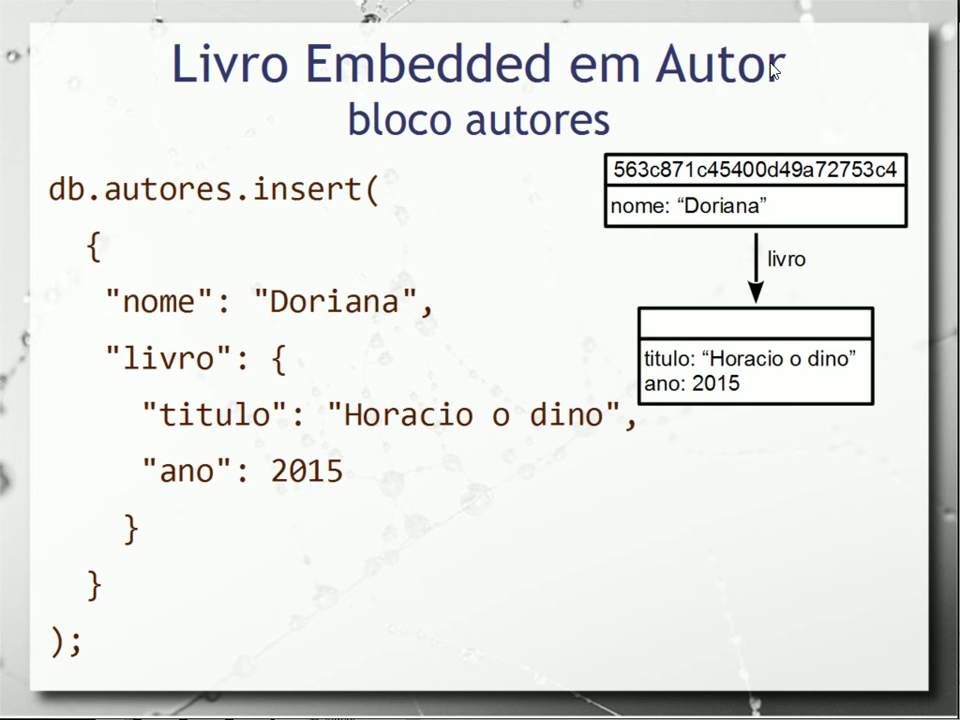 Livro Embedded em Autor
bloco autores
db.autores.insert(
{
"nome": "Doriana",
"livro": {
"titulo": "Horacio o dino",
"ano": 2015
}
}
);
563c871c45400d49a72753c4
nome: “Doriana”
livro
titulo: “Horacio o dino”
ano: 2015